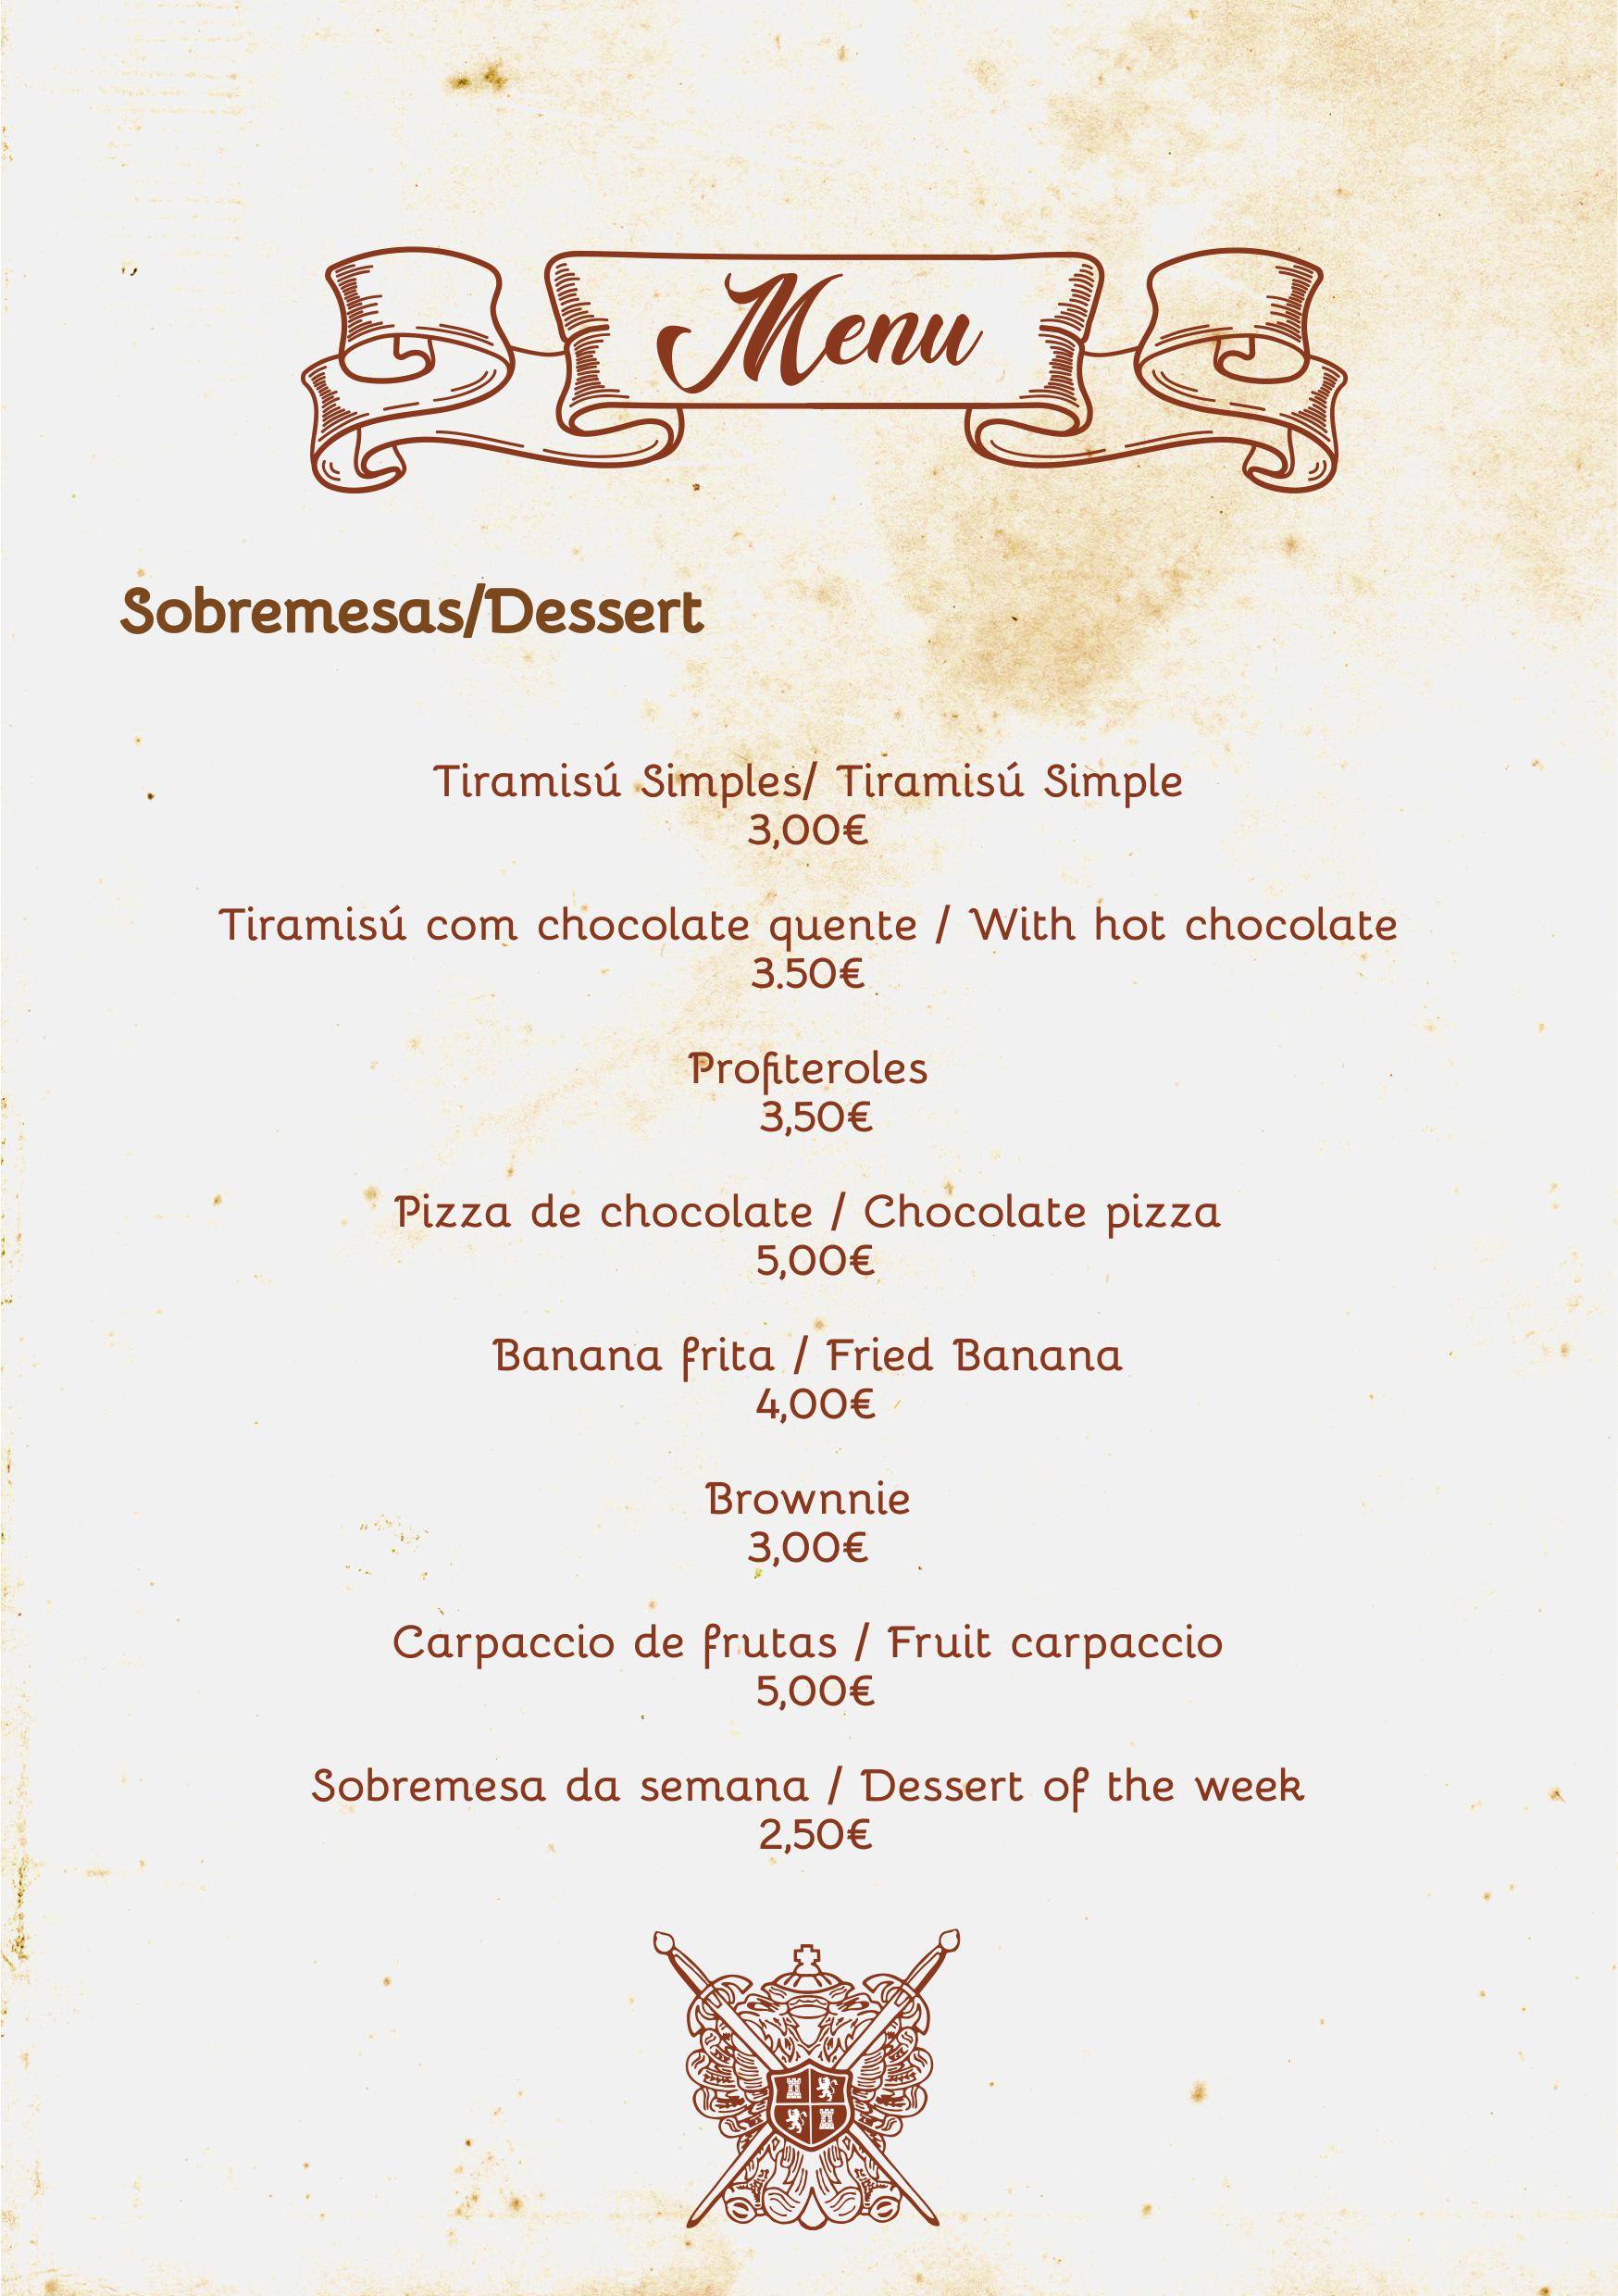 Menu
Sobremesas/Dessert
Tiramisú Simples/ Tiramisú Simple
3,00€
Tiramisú com chocolate quente / With hot chocolate
3.50€
Profiteroles
3,50€
Pizza de chocolate / Chocolate pizza
5,00€
Banana frita / Fried Banana
4,00€
Brownnie
3,00€
Carpaccio de frutas / Fruit carpaccio
5,00€
Sobremesa da semana / Dessert of the week
2,50€